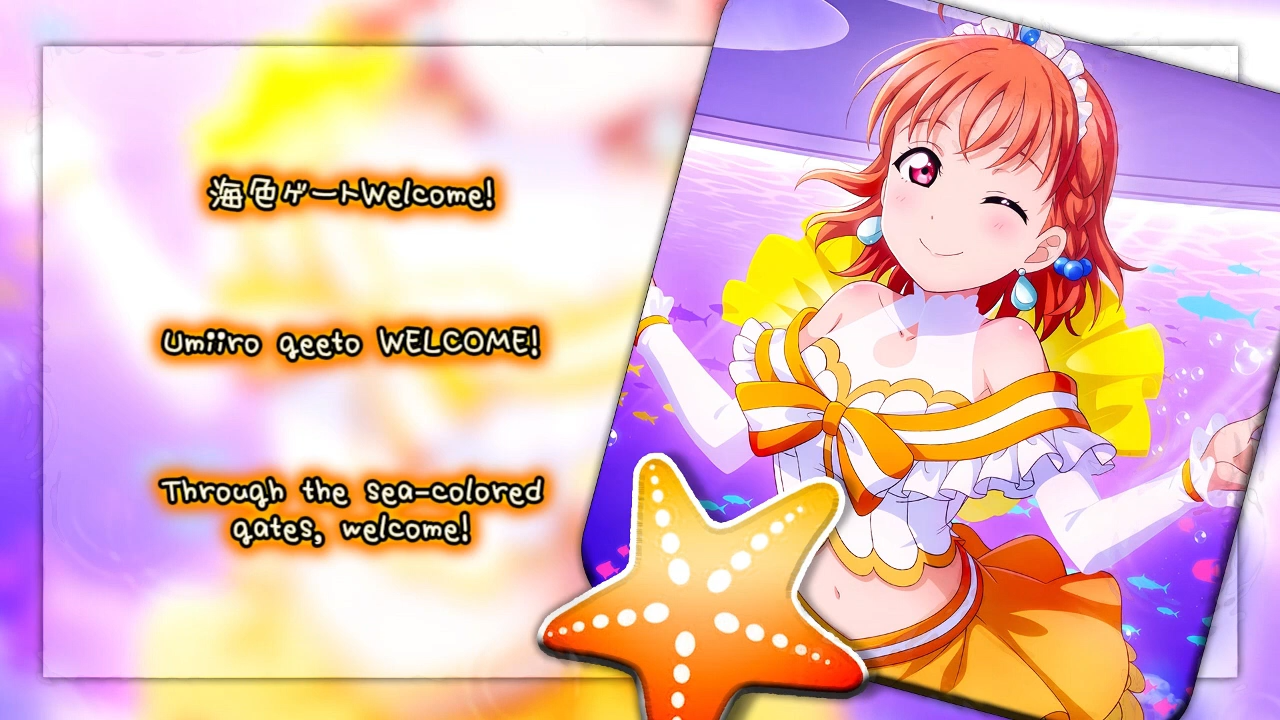 海色ゲートWelcome!
Umiiro geeto WELCOME!
Through the sea-colored
gates, welcome!